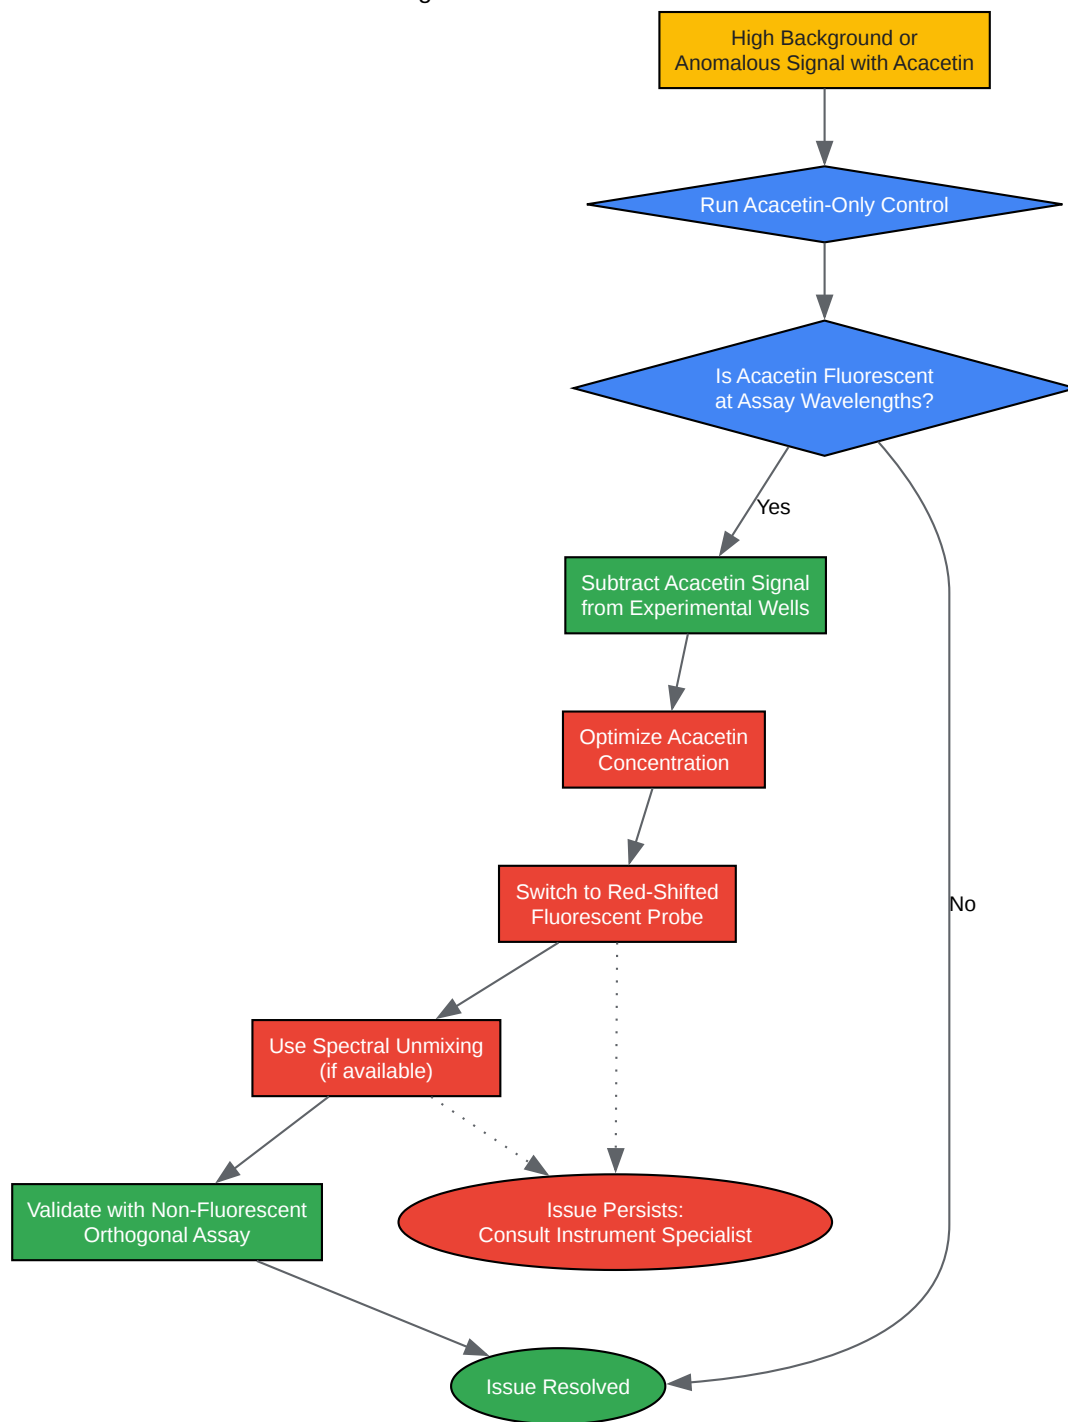 High Background or
Anomalous Signal with Acacetin
Run Acacetin-Only Control
Is Acacetin Fluorescent
at Assay Wavelengths?
Yes
Subtract Acacetin Signal
from Experimental Wells
Optimize Acacetin
Concentration
Switch to Red-Shifted
Fluorescent Probe
No
Use Spectral Unmixing
(if available)
Validate with Non-Fluorescent
Orthogonal Assay
Issue Persists:
Consult Instrument Specialist
Issue Resolved